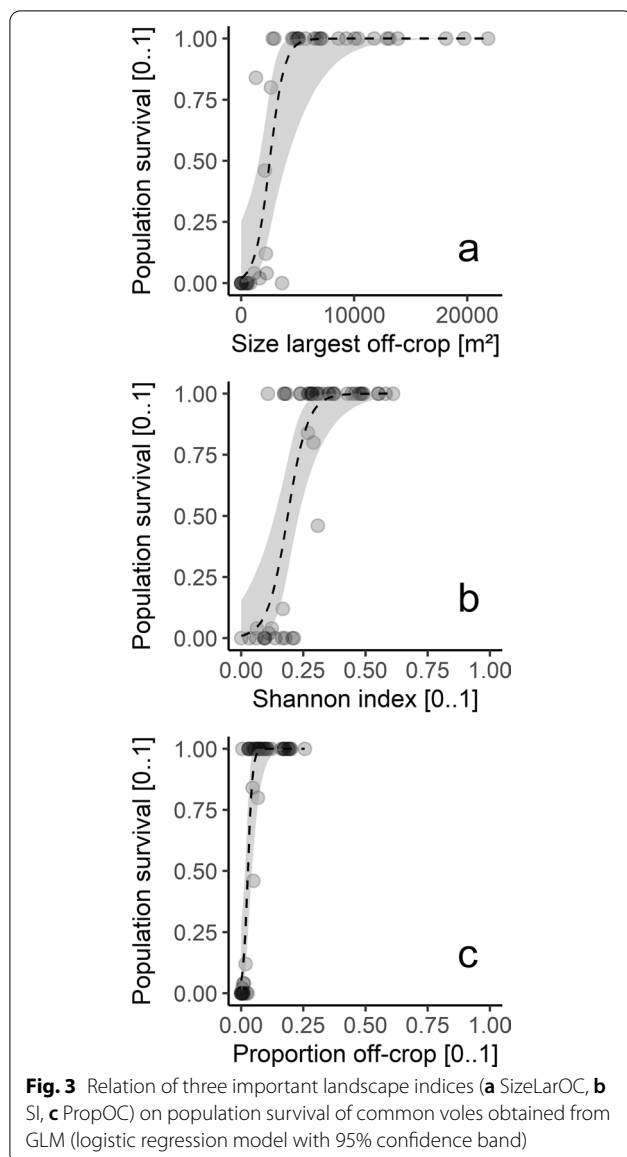 Population survival [0..1]
1.00
0.75
0.50
0.25
0.00
a
0 10000 20000
Size largest off-crop [m²]
Population survival [0..1]
1.00
0.75
0.50
0.25
0.00
b
0.00 0.25 0.50 0.75 1.00
Shannon index [0..1]
Population survival [0..1]
1.00
0.75
0.50
0.25
0.00
c
0.00 0.25 0.50 0.75 1.00
Proportion off-crop [0..1]
Fig. 3 Relation of three important landscape indices (a SizeLarOC, b
SI, c PropOC) on population survival of common voles obtained from
GLM (logistic regression model with 95% confidence band)